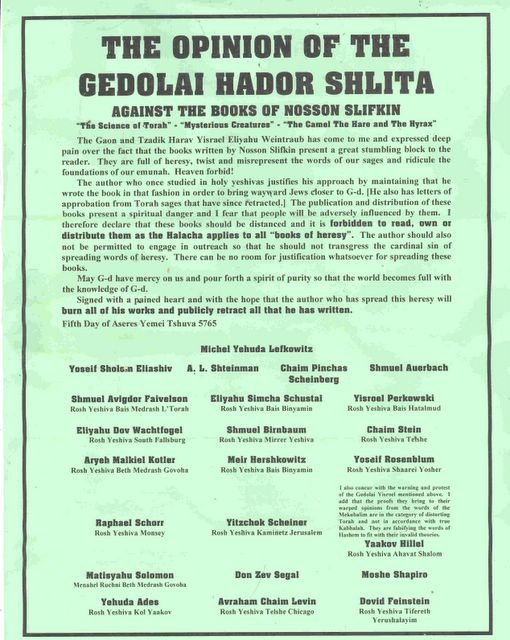 THE OPINION OF THE
GEDOLAI HADOR SHLITA
AGAINST THE BOOKS OF NOSSON SLIFKIN
"The Science of Torah" - "Mysterious Creatures" - "The Camel The Hare and The Hyrax"
The Gaon and Tzadik Harav Yisrael Eliyahu Weintraub has come to me and expressed deep
pain over the fact that the books written by Nosson Slifkin present a great stumbling block to the
reader. They are full of heresy, twist and misrepresent the words of our sages and ridicule the
foundations of our emunah. Heaven forbid!
The author who once studied in holy yeshivas justifies his approach by maintaining that he
wrote the book in that fashion in order to bring wayward Jews closer to G-d. [He also has letters of
approbation from Torah sages that have since retracted.] The publication and distribution of these
books present a spiritual danger and I fear that people will be adversely influenced by them. I
therefore declare that these books should be distanced and it is forbidden to read, own or
distribute them as the Halacha applies to all "books of heresy". The author should also
not be permitted to engage in outreach so that he should not transgress the cardinal sin of
spreading words of heresy. There can be no room for justification whatsoever for spreading these
books.
May G-d have mercy on us and pour forth a spirit of purity so that the world becomes full with
the knowledge of G-d.
Signed with a pained heart and with the hope that the author who has spread this heresy will
burn all of his works and publicly retract all that he has written.
Fifth Day of Aseres Yemei Tshuva 5765
Michel Yehuda Lefkowitz
Yoseif Sholom Eliashiv A. L. Shteinman Chaim Pinchas Shmuel Auerbach
Scheinberg
Shmuel Avigdor Faivelson Eliyahu Simcha Schustai Yisroel Perkowski
Rosh Yeshiva Bais Medrash L'Torah Rosh Yeshiva Bais Binyamin Rosh Yeshiva Bais Hatalmud
Eliyahu Dov Wachtfogel Shmuel Birnbaum Chaim Stein
Rosh Yeshiva South Fallsburg Rosh Yeshiva Mirrer Yeshiva Rosh Yeshiva Telshe
Aryeh Malkiel Kotler Meir Hershkowitz Yosaif Rosenblum
Rosh Yeshiva Beth Medrash Govoha Rosh Yeshiva Bais Binyamin Rosh Yeshiva Shaarei Yosher
I also concur with the warning and protest
of the Gedolai Yisroel mentioned above. I
add that the proofs they bring to their
warped opinions from the words of the
Mekubalim are in the category of distorting
Torah and not in accordance with true
Kabbalah. They are falsifying the words of
Hashem to fit with their invalid theories.
Raphael Schorr Yitzchok Scheiner Yaakov Hillel
Rosh Yeshiva Monsey Rosh Yeshiva Kaminetz Jerusalem Rosh Yeshiva Ahavat Shalom
Matisyahu Solomon Don Zev Segal Moshe Shapiro
Menahel Ruchni Beth Medrash Govoha
Yehuda Ades Avraham Chaim Levin Dovid Feinstein
Rosh Yeshiva Kol Yaakov Rosh Yeshiva Telshe Chicago Rosh Yeshiva Tifereth
Yerushalayim